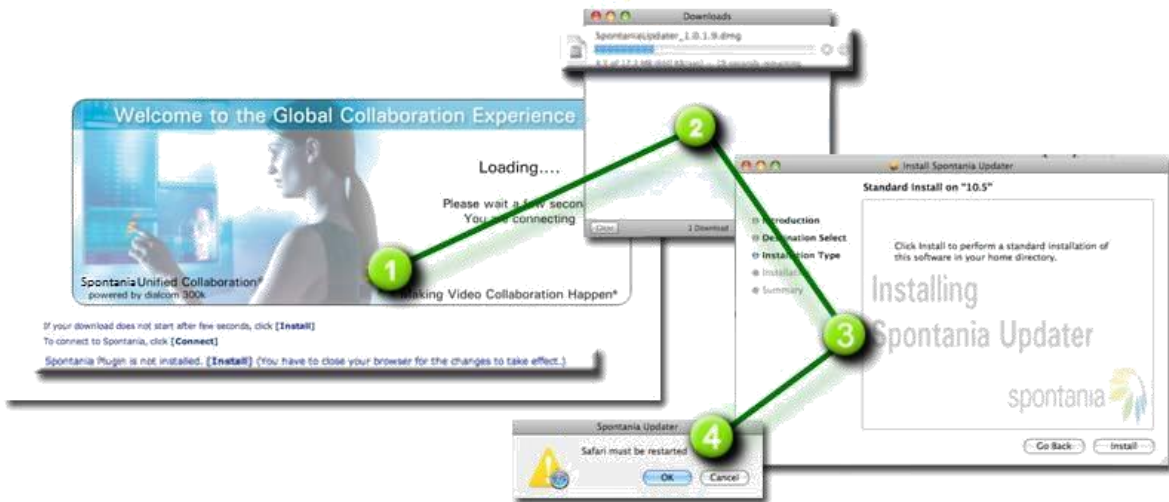 Downloads
SpontaniaUpdater_1.0.1.9.dmg
Clear
1 Download
Welcome to the Global Collaboration Experience
Loading....
Please wait a few secon
You are connecting
Spontania Unified Collaboration®
powered by dialcom 300k
Making Video Collaboration Happen®
1
2
3
4
If your download does not start after few seconds, click [Install]
To connect to Spontania, click [Connect]
Spontania Plugin is not installed. [Install] (You have to close your browser for the changes to take effect.)
Install Spontania Updater
Standard Install on "10.5"
Introduction
Destination Select
Installation Type
Installation
Summary
Click Install to perform a standard installation of
this software in your home directory.
Installing
Spontania Updater
spontania
Go Back
Install
Spontania Updater
Safari must be restarted
OK
Cancel